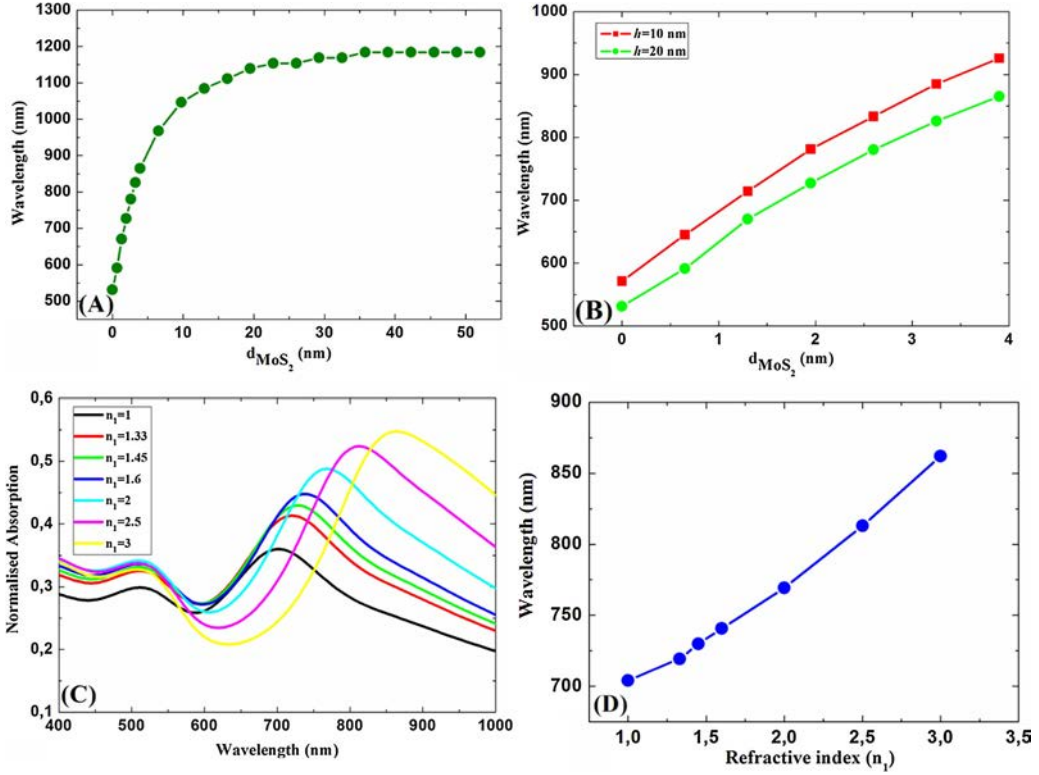 1300
1200
1100
1000
900
800
700
600
500
Wavelength (nm)
(A)
0 10 20 30 40 50
d_MoS₂ (nm)
1000
900
800
700
600
500
Wavelength (nm)
h=10 nm
h=20 nm
(B)
0 1 2 3 4
d_MoS₂ (nm)
0,6
0,5
0,4
0,3
0,2
0,1
Normalised Absorption
n₁=1
n₁=1.33
n₁=1.45
n₁=1.6
n₁=2
n₁=2.5
n₁=3
(C)
400 500 600 700 800 900 1000
Wavelength (nm)
900
850
800
750
700
Wavelength (nm)
(D)
1,0 1,5 2,0 2,5 3,0 3,5
Refractive index (n₁)